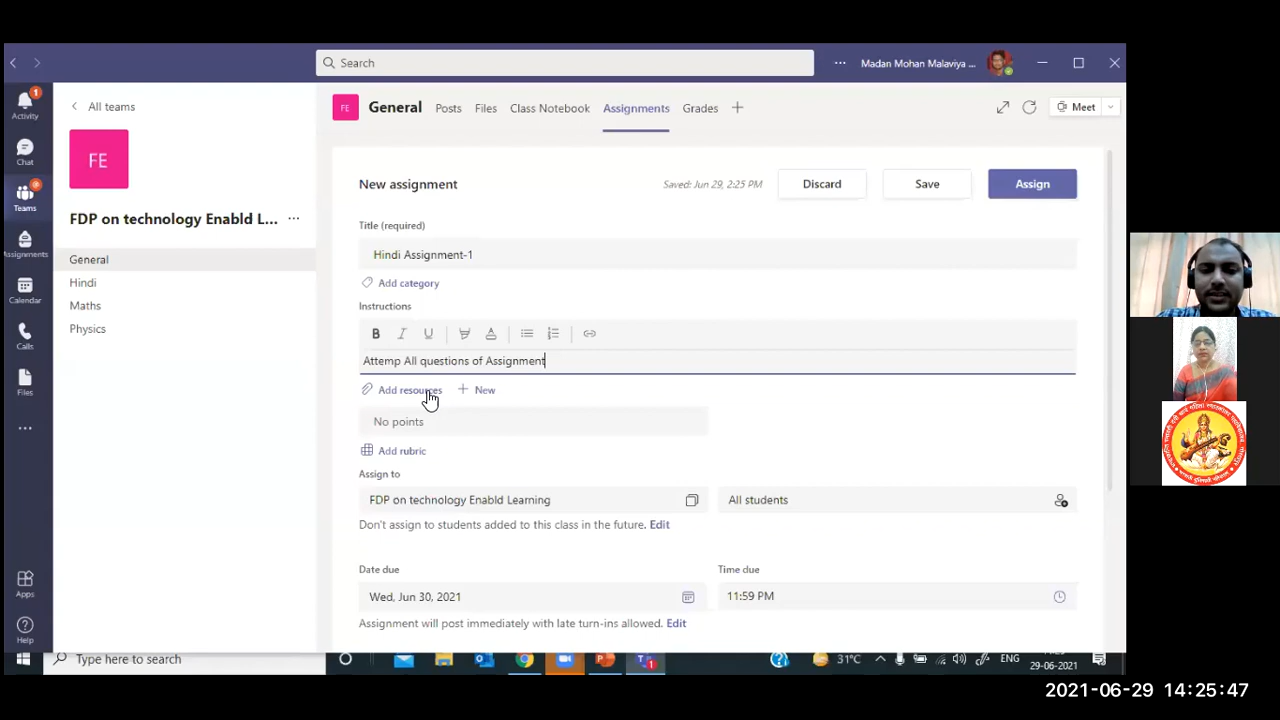 Search
Madan Mohan Malaviya ...
1
Activity
Chat
Teams
Assignments
Calendar
Calls
Files
Apps
Help
All teams
FE
FDP on technology Enabld L...
General
Hindi
Maths
Physics
FE
General
Posts
Files
Class Notebook
Assignments
Grades
Meet
New assignment
Saved: Jun 29, 2:25 PM
Discard
Save
Assign
Title (required)
Hindi Assignment-1
Add category
Instructions
B I U A
Attemp All questions of Assignment
Add resources
New
No points
Add rubric
Assign to
FDP on technology Enabld Learning
All students
Don't assign to students added to this class in the future. Edit
Date due
Time due
Wed, Jun 30, 2021
11:59 PM
Assignment will post immediately with late turn-ins allowed. Edit
Type here to search
1
31°C
ENG
29-06-2021
2021-06-29 14:25:47